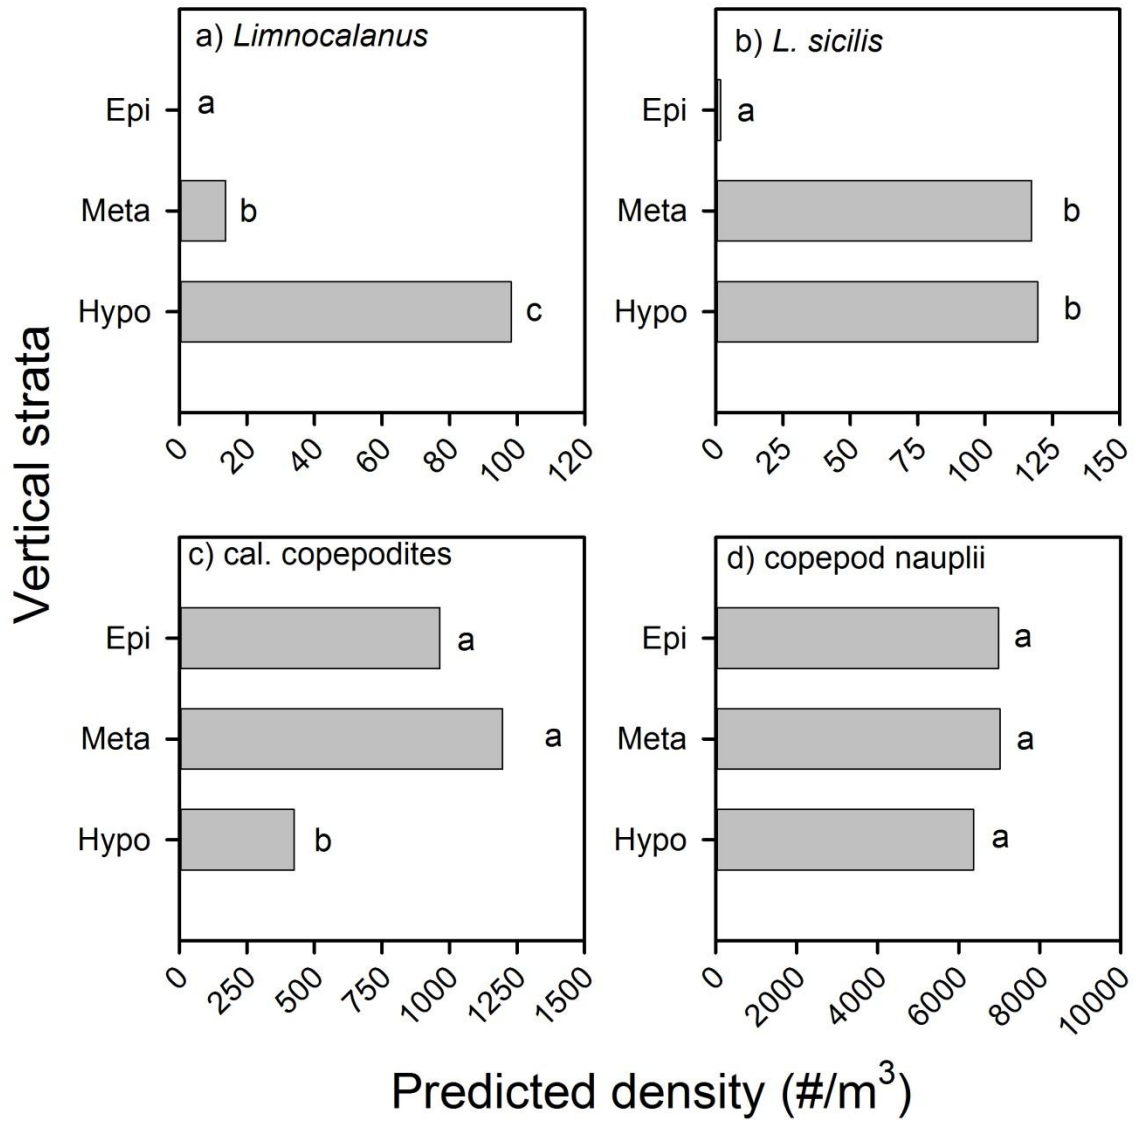 Vertical strata
a) Limnocalanus
Epi
a
Meta
b
Hypo
c
0 20 40 60 80 100 120
b) L. sicilis
Epi
a
Meta
b
Hypo
b
0 25 50 75 100 125 150
c) cal. copepodites
Epi
a
Meta
a
Hypo
b
0 250 500 750 1000 1250 1500
d) copepod nauplii
Epi
a
Meta
a
Hypo
a
0 2000 4000 6000 8000 10000
Predicted density (#/m³)